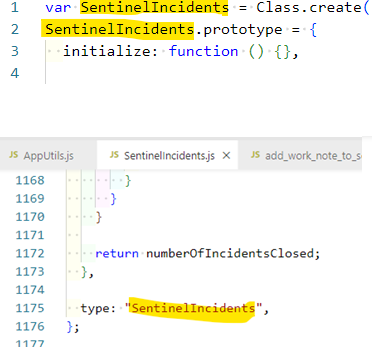 1 var SentinelIncidents = Class.create(
2 SentinelIncidents.prototype = {
3 initialize: function () {},
4
JS AppUtils.js JS SentinelIncidents.js × JS add_work_note_to_s
1168 }
1169 }
1170 }
1171
1172 return numberOfIncidentsClosed;
1173 },
1174
1175 type: "SentinelIncidents",
1176 };
1177